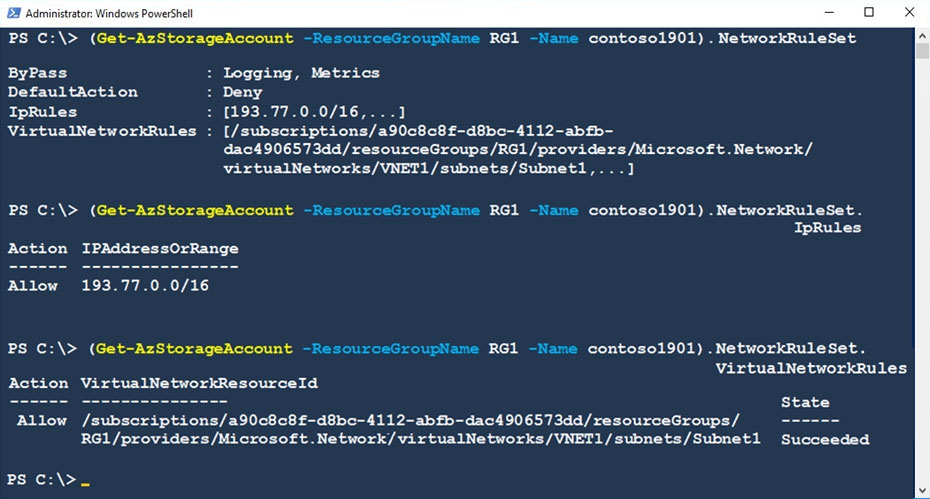 Administrator: Windows PowerShell
PS C:\> (Get-AzStorageAccount -ResourceGroupName RG1 -Name contoso1901).NetworkRuleSet
ByPass : Logging, Metrics
DefaultAction : Deny
IpRules : [193.77.0.0/16,...]
VirtualNetworkRules : [/subscriptions/a90c8c8f-d8bc-4112-abfb-
dac4906573dd/resourceGroups/RG1/providers/Microsoft.Network/
virtualNetworks/VNET1/subnets/Subnet1,...]
PS C:\> (Get-AzStorageAccount -ResourceGroupName RG1 -Name contoso1901).NetworkRuleSet.
IpRules
Action IPAddressOrRange
------ ----------------
Allow 193.77.0.0/16
PS C:\> (Get-AzStorageAccount -ResourceGroupName RG1 -Name contoso1901).NetworkRuleSet.
VirtualNetworkRules
Action VirtualNetworkResourceId
State
------ ---------------
------
Allow /subscriptions/a90c8c8f-d8bc-4112-abfb-dac4906573dd/resourceGroups/
RG1/providers/Microsoft.Network/virtualNetworks/VNETl/subnets/Subnet1 Succeeded
PS C:\>_